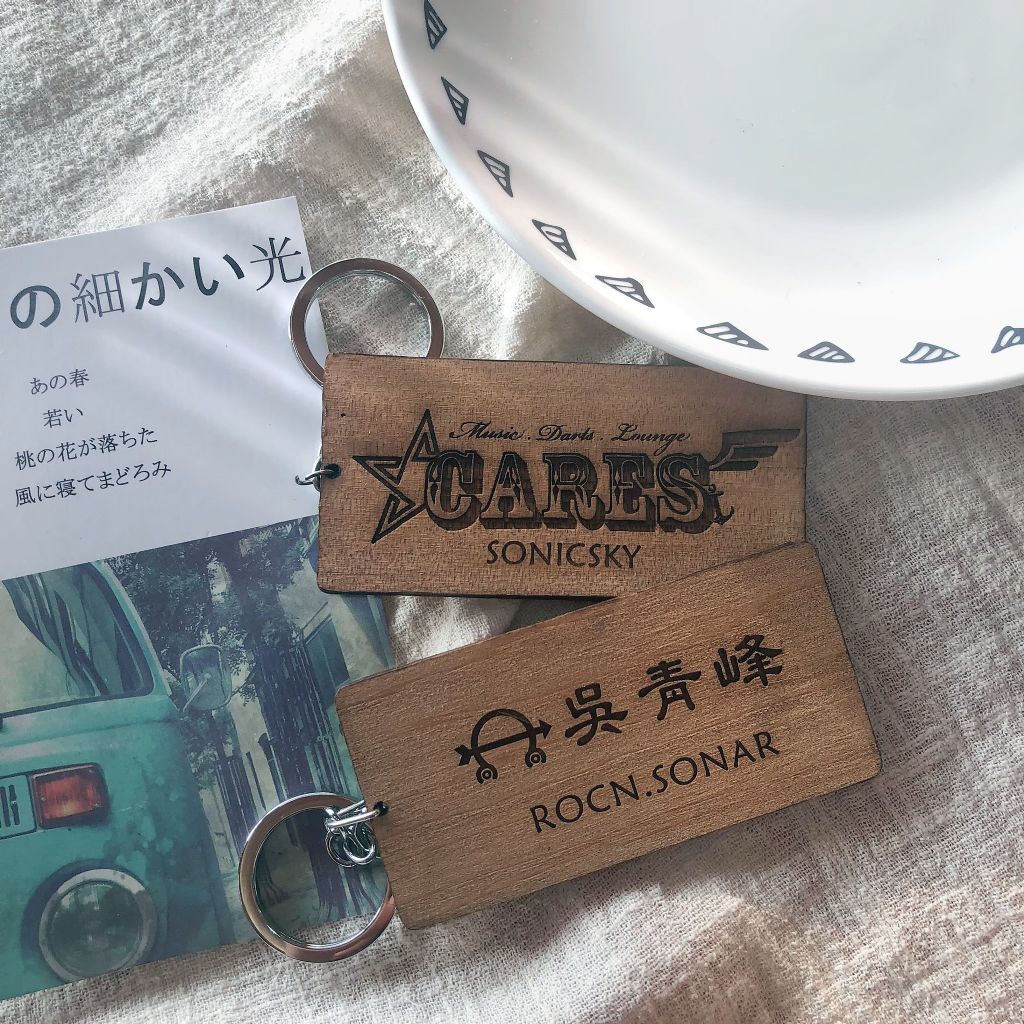 の細かい光
あの春
若い
桃の花が落ちた
風に寝てまどろみ
Music . Darts . Lounge
CARES
SONICSKY
吳青峰
ROCN.SONAR